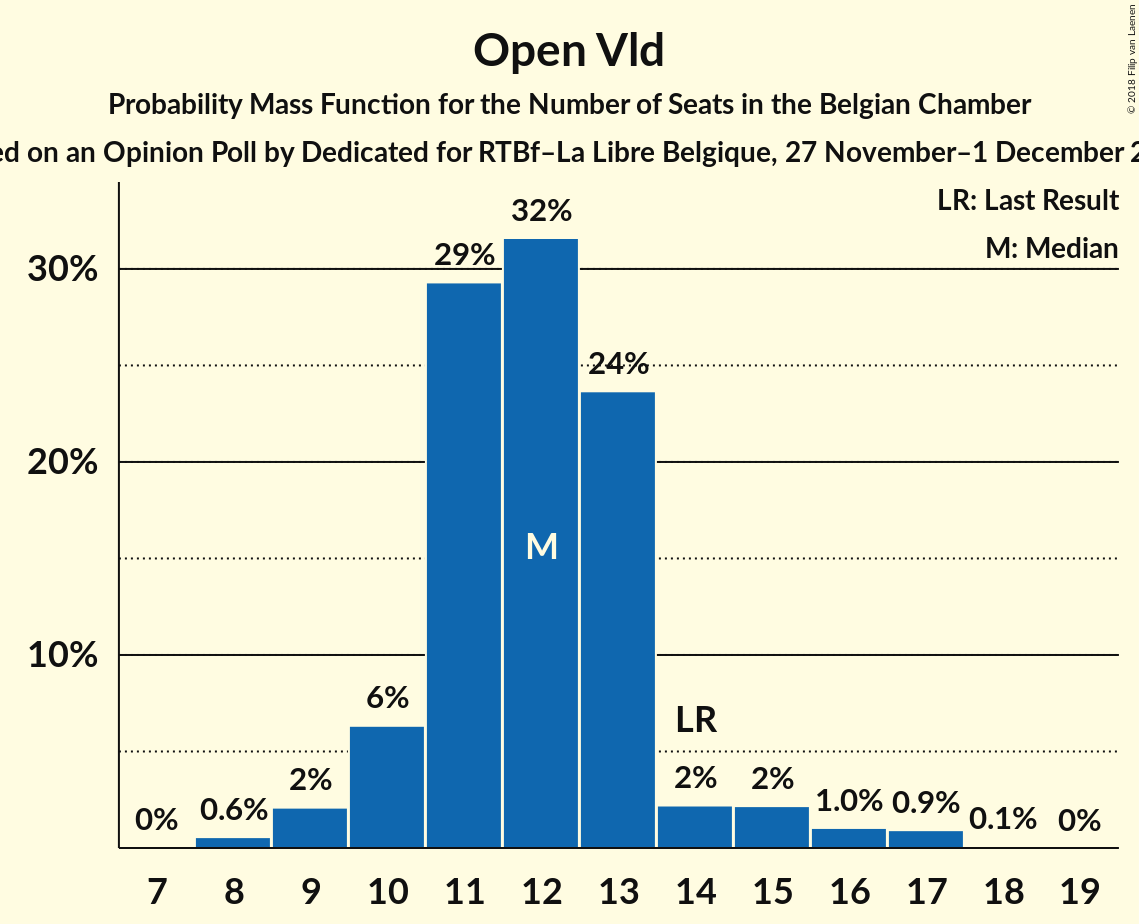 Open Vld
Probability Mass Function for the Number of Seats in the Belgian Chamber
on an Opinion Poll by Dedicated for RTBf–La Libre Belgique, 27 November–1 December
© 2018 Filip van Laenen
LR: Last Result
M: Median
30%
20%
10%
0%
0.6%
2%
6%
29%
32%
24%
2%
2%
1.0%
0.9%
0.1%
0%
M
LR
7 8 9 10 11 12 13 14 15 16 17 18 19